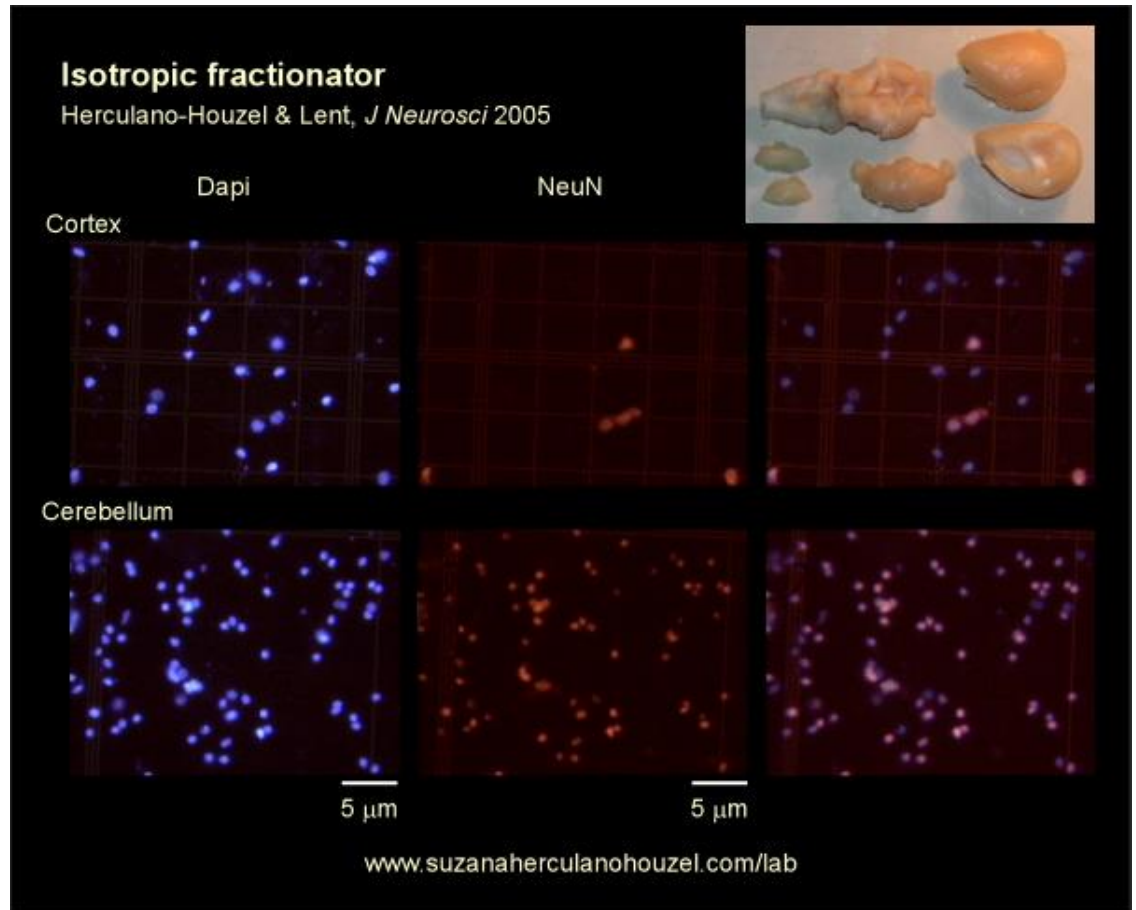 Isotropic fractionator
Herculano-Houzel & Lent, J Neurosci 2005
Dapi
NeuN
Cortex
Cerebellum
5 μm
5 μm
www.suzanaherculanohouzel.com/lab